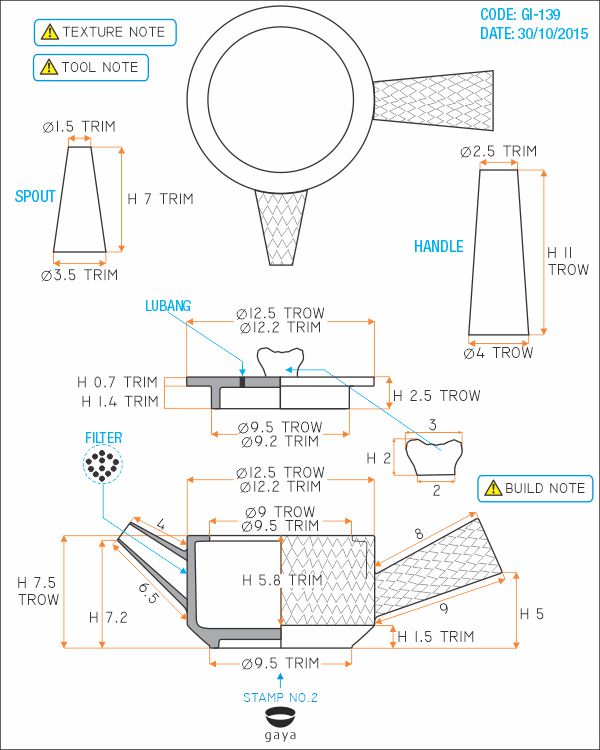 CODE: GI-139
DATE: 30/10/2015
⚠ TEXTURE NOTE
⚠ TOOL NOTE
Ø1.5 TRIM
SPOUT
H 7 TRIM
Ø3.5 TRIM
Ø2.5 TRIM
HANDLE
H 11
TROW
Ø4 TROW
LUBANG
Ø12.5 TROW
Ø12.2 TRIM
H 0.7 TRIM
H 1.4 TRIM
H 2.5 TROW
Ø9.5 TROW
Ø9.2 TRIM
3
H 2
2
FILTER
Ø12.5 TROW
Ø12.2 TRIM
⚠ BUILD NOTE
Ø9 TROW
Ø9.5 TRIM
4
8
H 7.5
TROW
H 7.2
6.5
H 5.8 TRIM
9
H 5
H 1.5 TRIM
Ø9.5 TRIM
STAMP NO.2
gaya